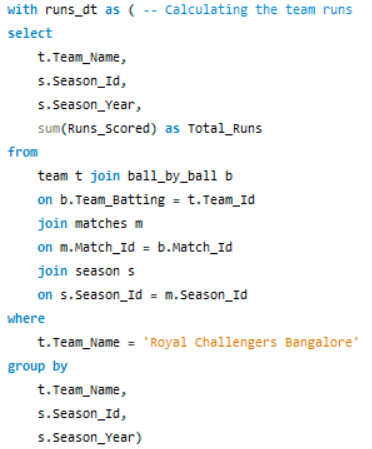 with runs_dt as ( -- Calculating the team runs
select
    t.Team_Name,
    s.Season_Id,
    s.Season_Year,
    sum(Runs_Scored) as Total_Runs
from
    team t join ball_by_ball b
    on b.Team_Batting = t.Team_Id
    join matches m
    on m.Match_Id = b.Match_Id
    join season s
    on s.Season_Id = m.Season_Id
where
    t.Team_Name = 'Royal Challengers Bangalore'
group by
    t.Team_Name,
    s.Season_Id,
    s.Season_Year)